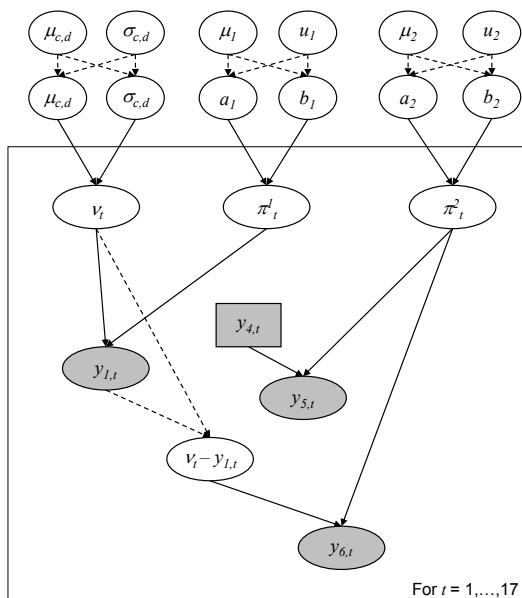 μc,d σc,d μ1 u1 μ2 u2
μc,d σc,d a1 b1 a2 b2
νt π1t π2t
y4,t
y1,t
y5,t
νt – y1,t
y6,t
For t = 1,...,17